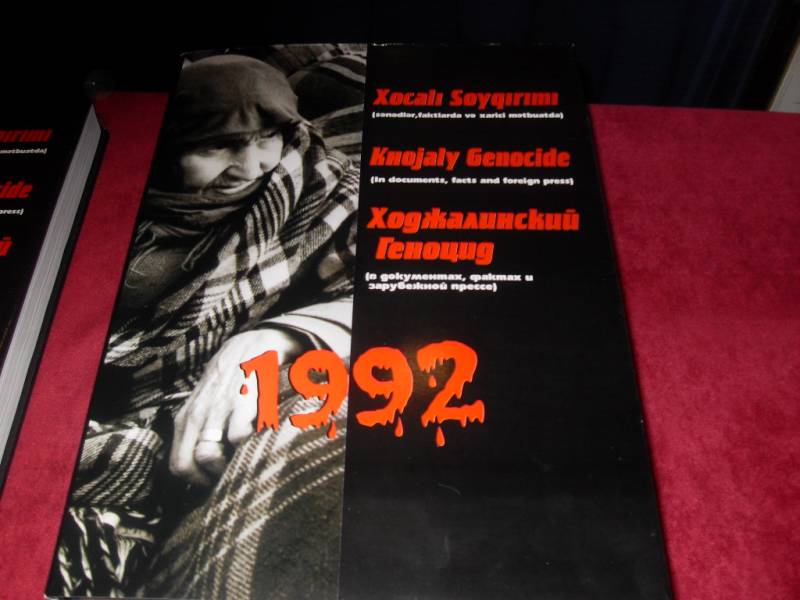 Xocalı Soyqırımı
(sənədlər,faktlarda və xarici mətbuatda)
Knojaly Genocide
(In documents, facts and foreign press)
Ходжалинский
Геноцид
(в документах, фактах и
зарубежной прессе)
1992